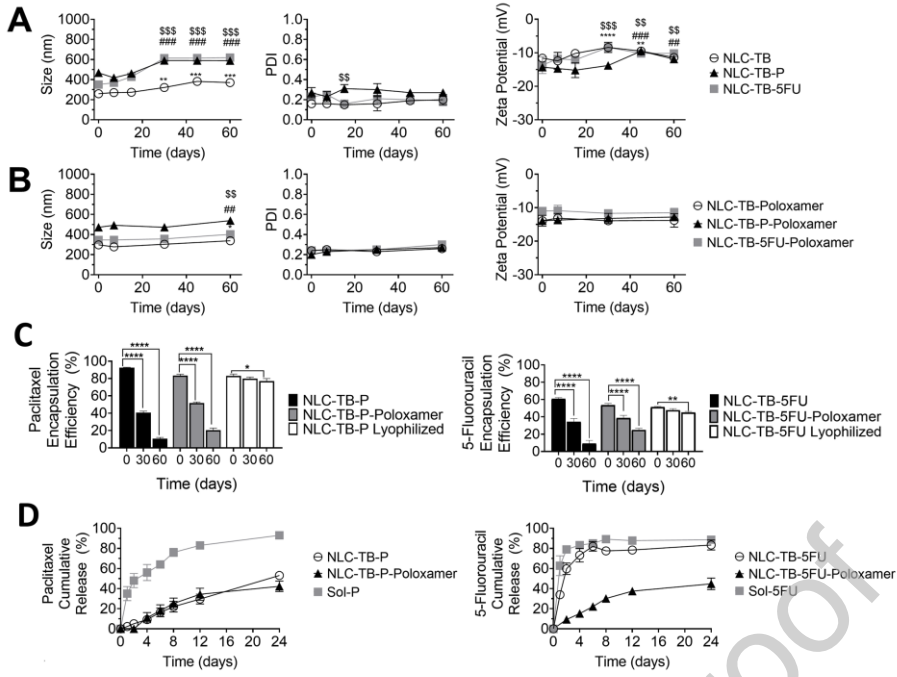 A
Size (nm)
1000
800
600
400
200
0
$$$ $$$ $$$
### ### ###
** *** ***
0 20 40 60
Time (days)
PDI
1.0
0.8
0.6
0.4
0.2
0.0
$$
0 20 40 60
Time (days)
Zeta Potential (mV)
0
-10
-20
-30
$$$ $$ $$
**** ### ##
**
0 20 40 60
Time (days)
NLC-TB
NLC-TB-P
NLC-TB-5FU
B
Size (nm)
1000
800
600
400
200
0
$$
##
*
0 20 40 60
Time (days)
PDI
1.0
0.8
0.6
0.4
0.2
0.0
0 20 40 60
Time (days)
Zeta Potential (mV)
0
-10
-20
-30
0 20 40 60
Time (days)
NLC-TB-Poloxamer
NLC-TB-P-Poloxamer
NLC-TB-5FU-Poloxamer
C
Paclitaxel
Encapsulation
Efficiency (%)
100
80
60
40
20
0
****
****
****
****
*
0 30 60 0 30 60 0 30 60
Time (days)
NLC-TB-P
NLC-TB-P-Poloxamer
NLC-TB-P Lyophilized
5-Fluorouracil
Encapsulation
Efficiency (%)
100
80
60
40
20
0
****
****
****
****
**
0 30 60 0 30 60 0 30 60
Time (days)
NLC-TB-5FU
NLC-TB-5FU-Poloxamer
NLC-TB-5FU Lyophilized
D
Paclitaxel
Cumulative
Release (%)
100
80
60
40
20
0
0 4 8 12 16 20 24
Time (days)
NLC-TB-P
NLC-TB-P-Poloxamer
Sol-P
5-Fluorouracil
Cumulative
Release (%)
100
80
60
40
20
0
0 4 8 12 16 20 24
Time (days)
NLC-TB-5FU
NLC-TB-5FU-Poloxamer
Sol-5FU
roof